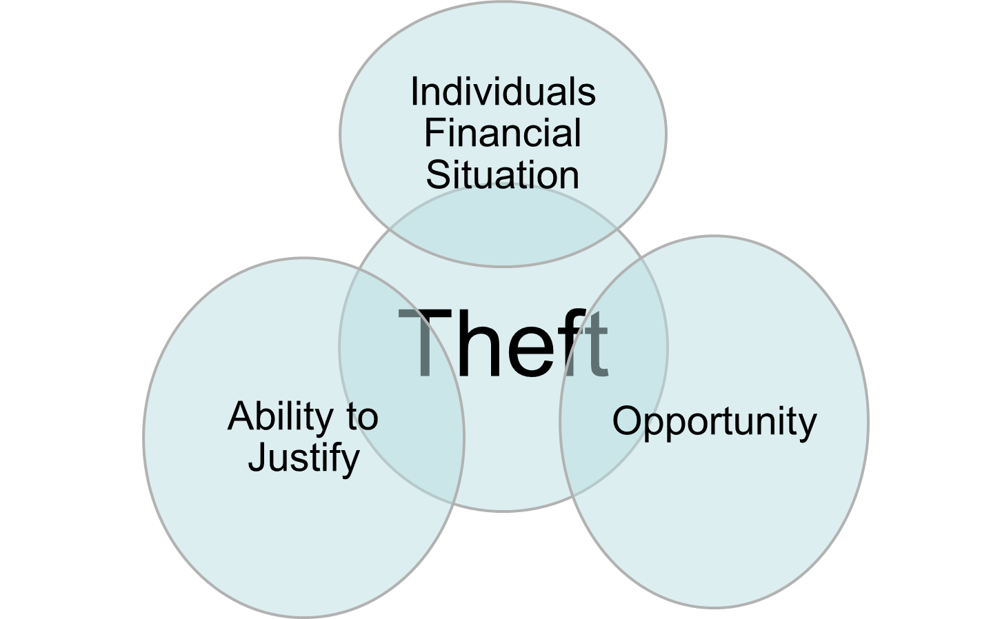 Individuals
Financial
Situation
Theft
Ability to
Justify
Opportunity